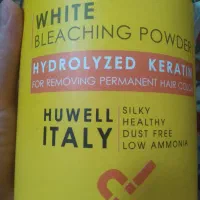 WHITE
BLEACHING POWDER
HYDROLYZED KERATIN
FOR REMOVING PERMANENT HAIR
HUWELL
ITALY
SILKY
HEALTHY
DUST FREE
LOW AMMONIA